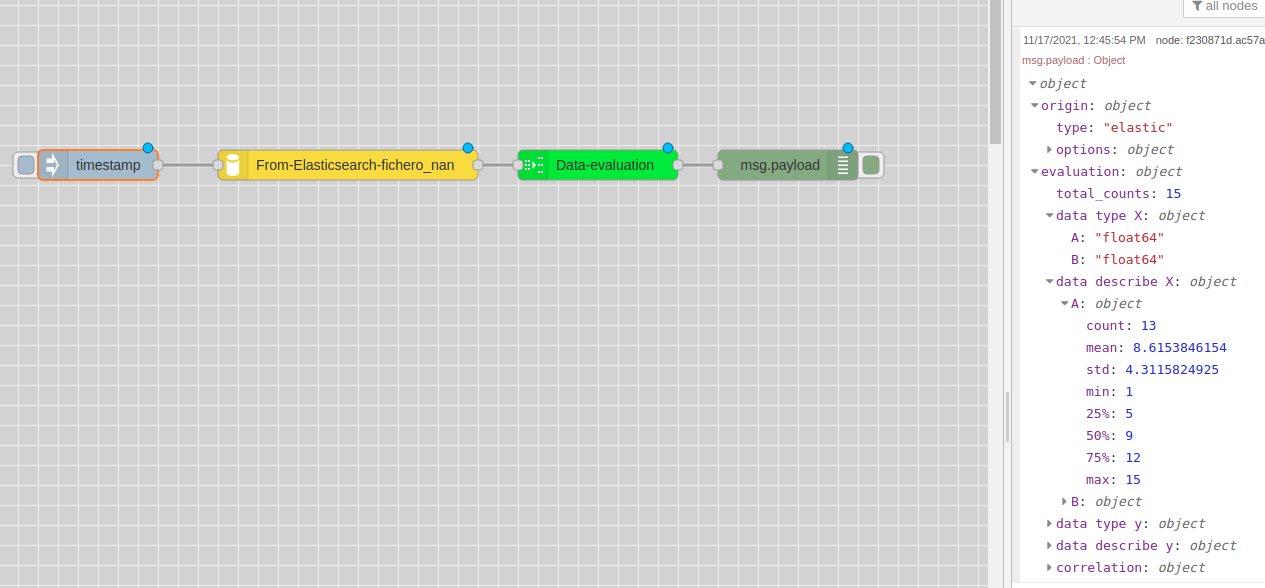 all nodes
11/17/2021, 12:45:54 PM node: f230871d.ac57a
msg.payload : Object
object
origin: object
type: "elastic"
options: object
evaluation: object
total_counts: 15
data type X: object
A: "float64"
B: "float64"
data describe X: object
A: object
count: 13
mean: 8.6153846154
std: 4.3115824925
min: 1
25%: 5
50%: 9
75%: 12
max: 15
B: object
data type y: object
data describe y: object
correlation: object
timestamp
From-Elasticsearch-fichero_nan
Data-evaluation
msg.payload